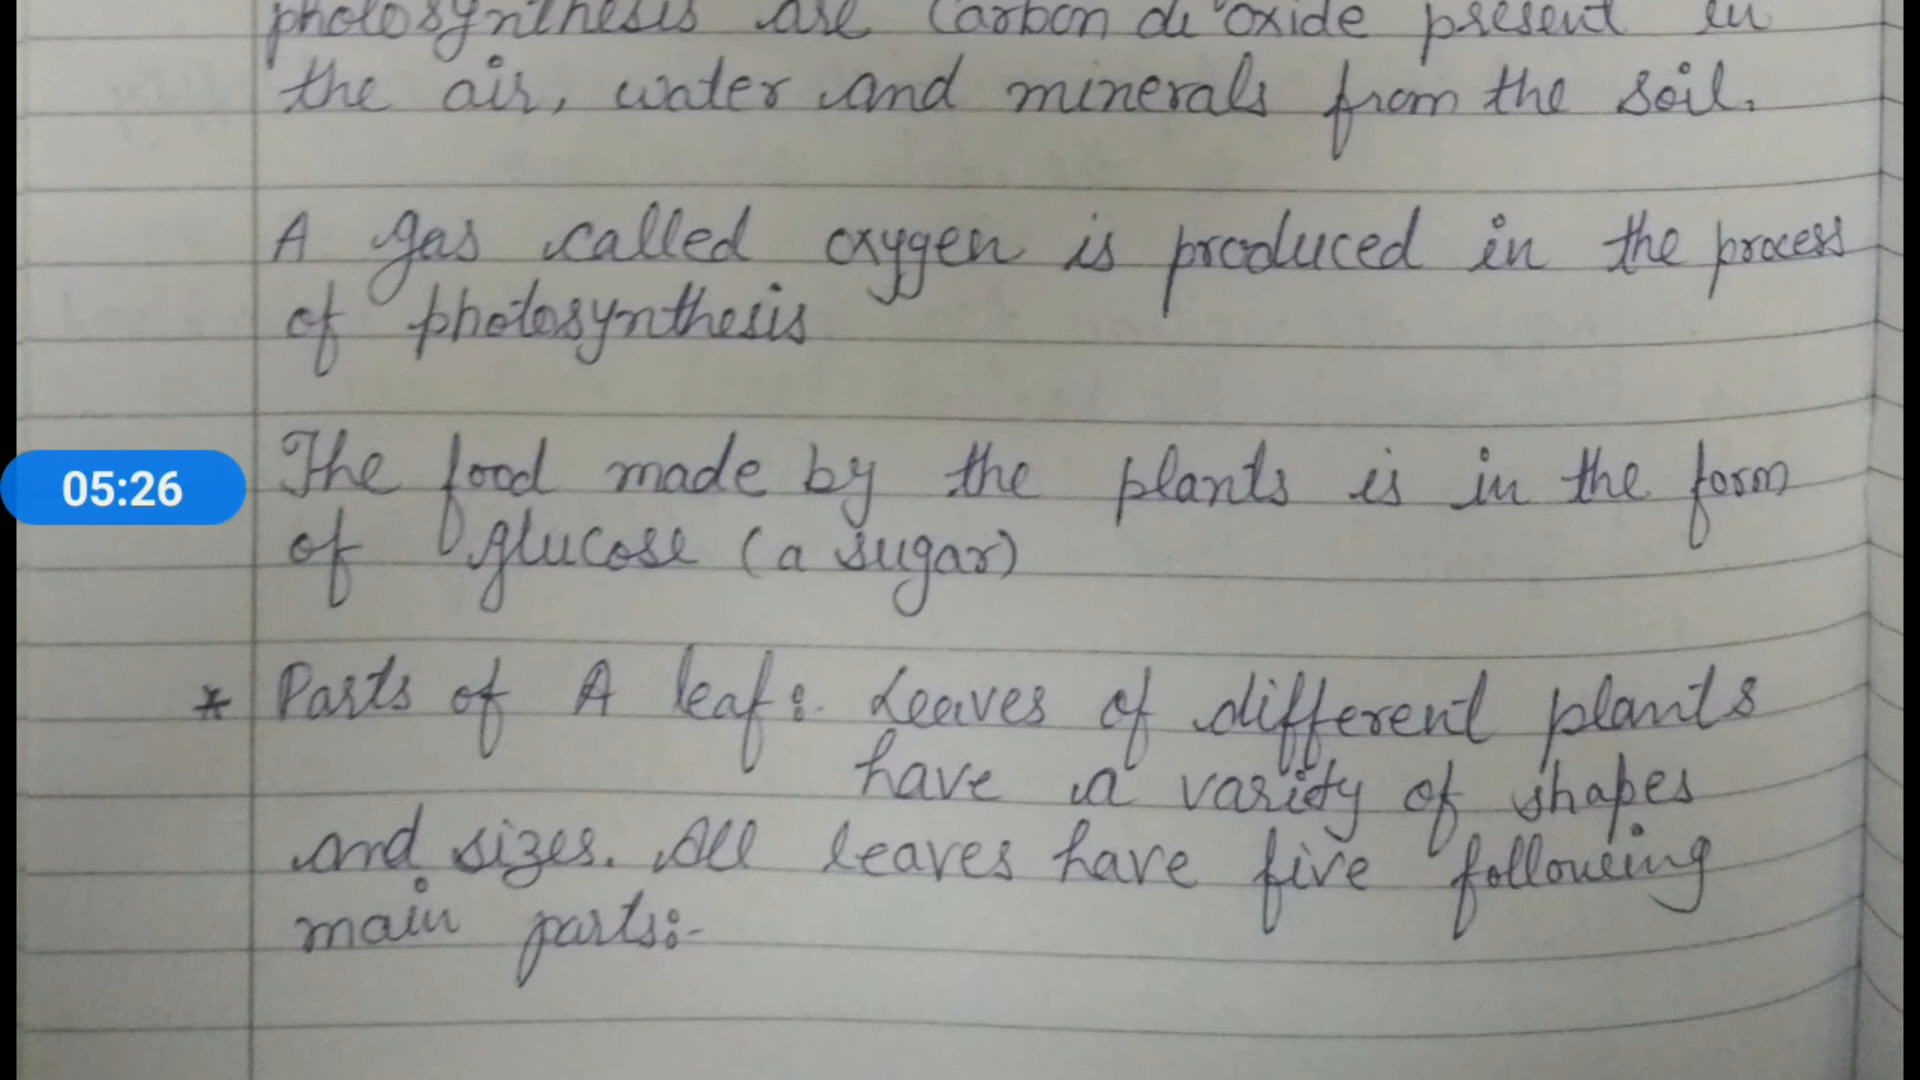 photosynthesis are Carbon di oxide present in
the air, water and minerals from the soil.
A gas called oxygen is produced in the process
of photosynthesis
05:26
The food made by the plants is in the form
of glucose (a sugar)
* Parts of A leaf:- Leaves of different plants
have a variety of shapes
and sizes. All leaves have five following
main parts:-